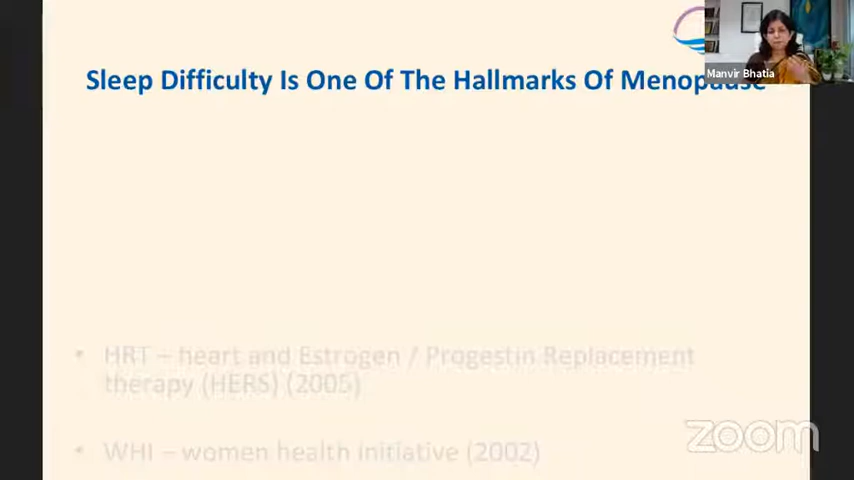 Sleep Difficulty Is One Of The Hallmarks Of Menopause
Manvir Bhatia
• HRT – heart and Estrogen / Progestin Replacement
therapy (HERS) (2005)
• WHI – women health initiative (2002)
zoom